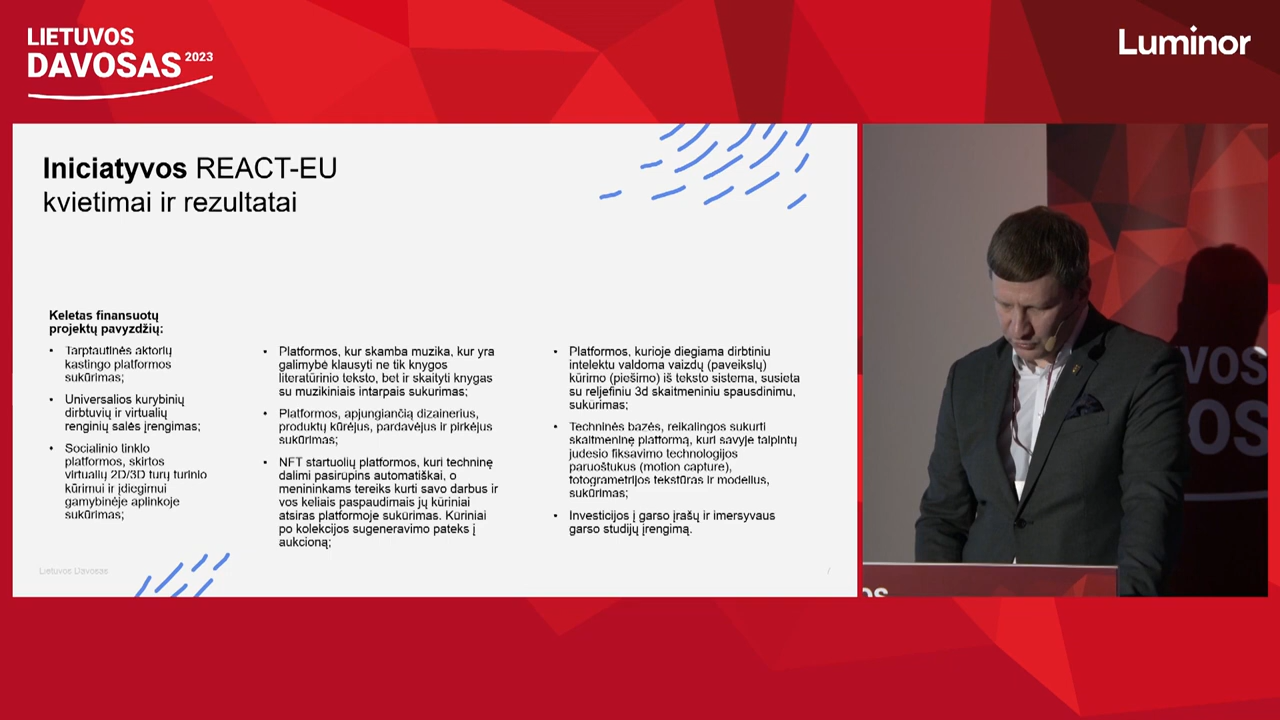 LIETUVOS
DAVOSAS 2023
Luminor
Iniciatyvos REACT-EU
kvietimai ir rezultatai
Keletas finansuotų
projektų pavyzdžių:
• Tarptautinės aktorių
kastingo platformos
sukūrimas;
• Universalios kurybinių
dirbtuvių ir virtualių
renginių salės įrengimas;
• Socialinio tinklo
platformos, skirtos
virtualių 2D/3D turų turinio
kūrimui ir įdiegimui
gamybinėje aplinkoje
sukūrimas;
• Platformos, kur skamba muzika, kur yra
galimybė klausyti ne tik knygos
literatūrinio teksto, bet ir skaityti knygas
su muzikiniais intarpais sukurimas;
• Platformos, apjungiančią dizainerius,
produktų kūrėjus, pardavėjus ir pirkėjus
sukūrimas;
• NFT startuolių platformos, kuri techninę
dalimi pasirupins automatiškai, o
menininkams tereiks kurti savo darbus ir
vos keliais paspaudimais jų kūriniai
atsiras platformoje sukūrimas. Kūriniai
po kolekcijos sugeneravimo pateks į
aukcioną;
• Platformos, kurioje diegiama dirbtiniu
intelektu valdoma vaizdų (paveikslų)
kūrimo (piešimo) iš teksto sistema, susieta
su reljefiniu 3d skaitmeniniu spausdinimu,
sukūrimas;
• Techninės bazės, reikalingos sukurti
skaitmeninę platformą, kuri savyje talpintų
judesio fiksavimo technologijos
paruoštukus (motion capture),
fotogrametrijos tekstūras ir modelius,
sukūrimas;
• Investicijos į garso įrašų ir imersyvaus
garso studijų įrengimą.
Lietuvos Davosas
7
VOS
OS
OS